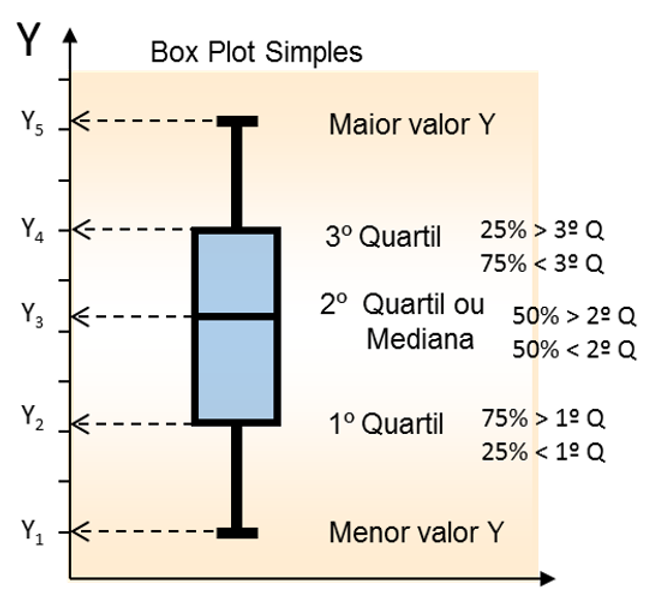 Y
Box Plot Simples
Y5
Maior valor Y
Y4
3º Quartil
25% > 3º Q
75% < 3º Q
Y3
2º Quartil ou
Mediana
50% > 2º Q
50% < 2º Q
Y2
1º Quartil
75% > 1º Q
25% < 1º Q
Y1
Menor valor Y